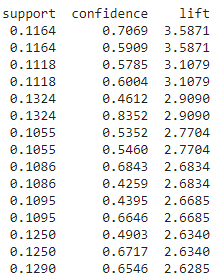 support confidence lift
0.1164 0.7069 3.5871
0.1164 0.5909 3.5871
0.1118 0.5785 3.1079
0.1118 0.6004 3.1079
0.1324 0.4612 2.9090
0.1324 0.8352 2.9090
0.1055 0.5352 2.7704
0.1055 0.5460 2.7704
0.1086 0.6843 2.6834
0.1086 0.4259 2.6834
0.1095 0.4395 2.6685
0.1095 0.6646 2.6685
0.1250 0.4903 2.6340
0.1250 0.6717 2.6340
0.1290 0.6546 2.6285